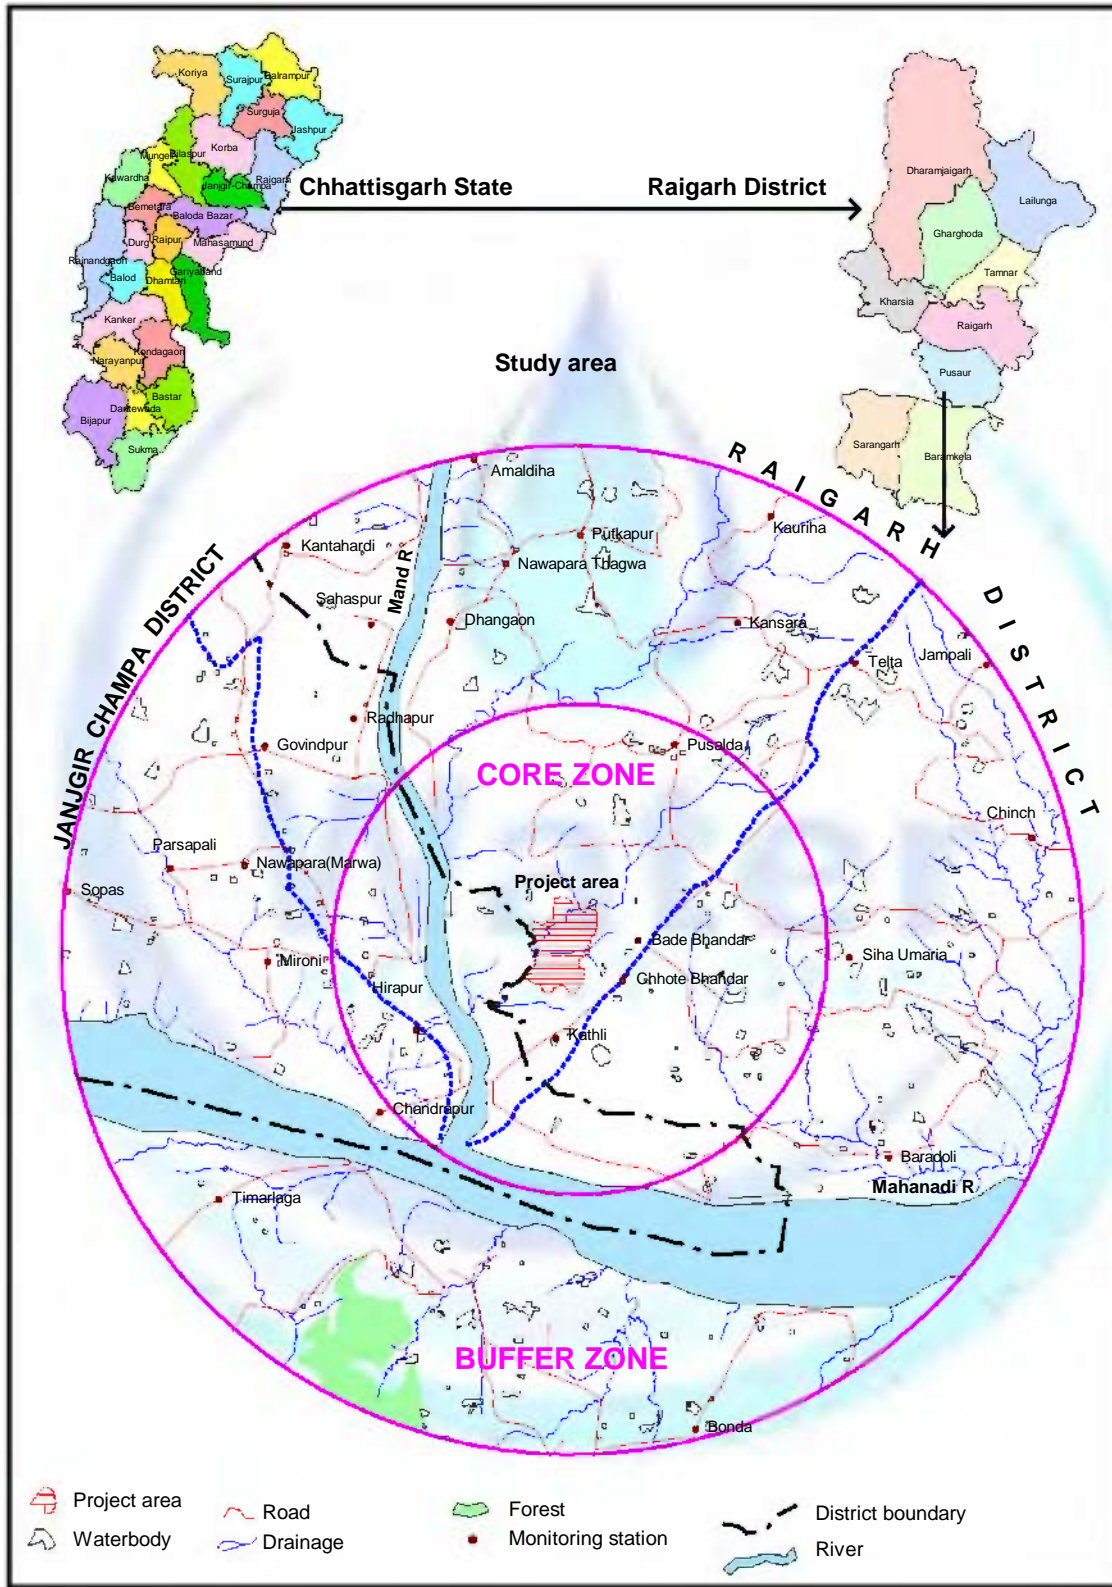 Koriya
Surajpur
Balrampur
Surguja
Jashpur
Korba
Bilaspur
Mungeli
Kawardha
Janjgir-Champa
Raigarh
Bemetara
Baloda Bazar
Durg
Raipur
Mahasamund
Rajnandgaon
Balod
Dhamtari
Gariyaband
Kanker
Kondagaon
Narayanpur
Bastar
Dantewada
Bijapur
Sukma
Chhattisgarh State
Raigarh District
Dharamjaigarh
Lailunga
Gharghoda
Tamnar
Kharsia
Raigarh
Pusaur
Sarangarh
Baramkela
Study area
RAIGARH DISTRICT
JANJGIR CHAMPA DISTRICT
Amaldiha
Kauriha
Putkapur
Kantahardi
Nawapara Thagwa
Mand R
Sahaspur
Dhangaon
Kansara
Telta
Jampali
Radhapur
Govindpur
Pusalda
CORE ZONE
Chinch
Parsapali
Nawapara(Marwa)
Sopas
Project area
Bade Bhandar
Siha Umaria
Mironi
Hirapur
Chhote Bhandar
Kathli
Chandrapur
Baradoli
Mahanadi R
Timarlaga
BUFFER ZONE
Bonda
Project area
Road
Forest
District boundary
Waterbody
Drainage
Monitoring station
River